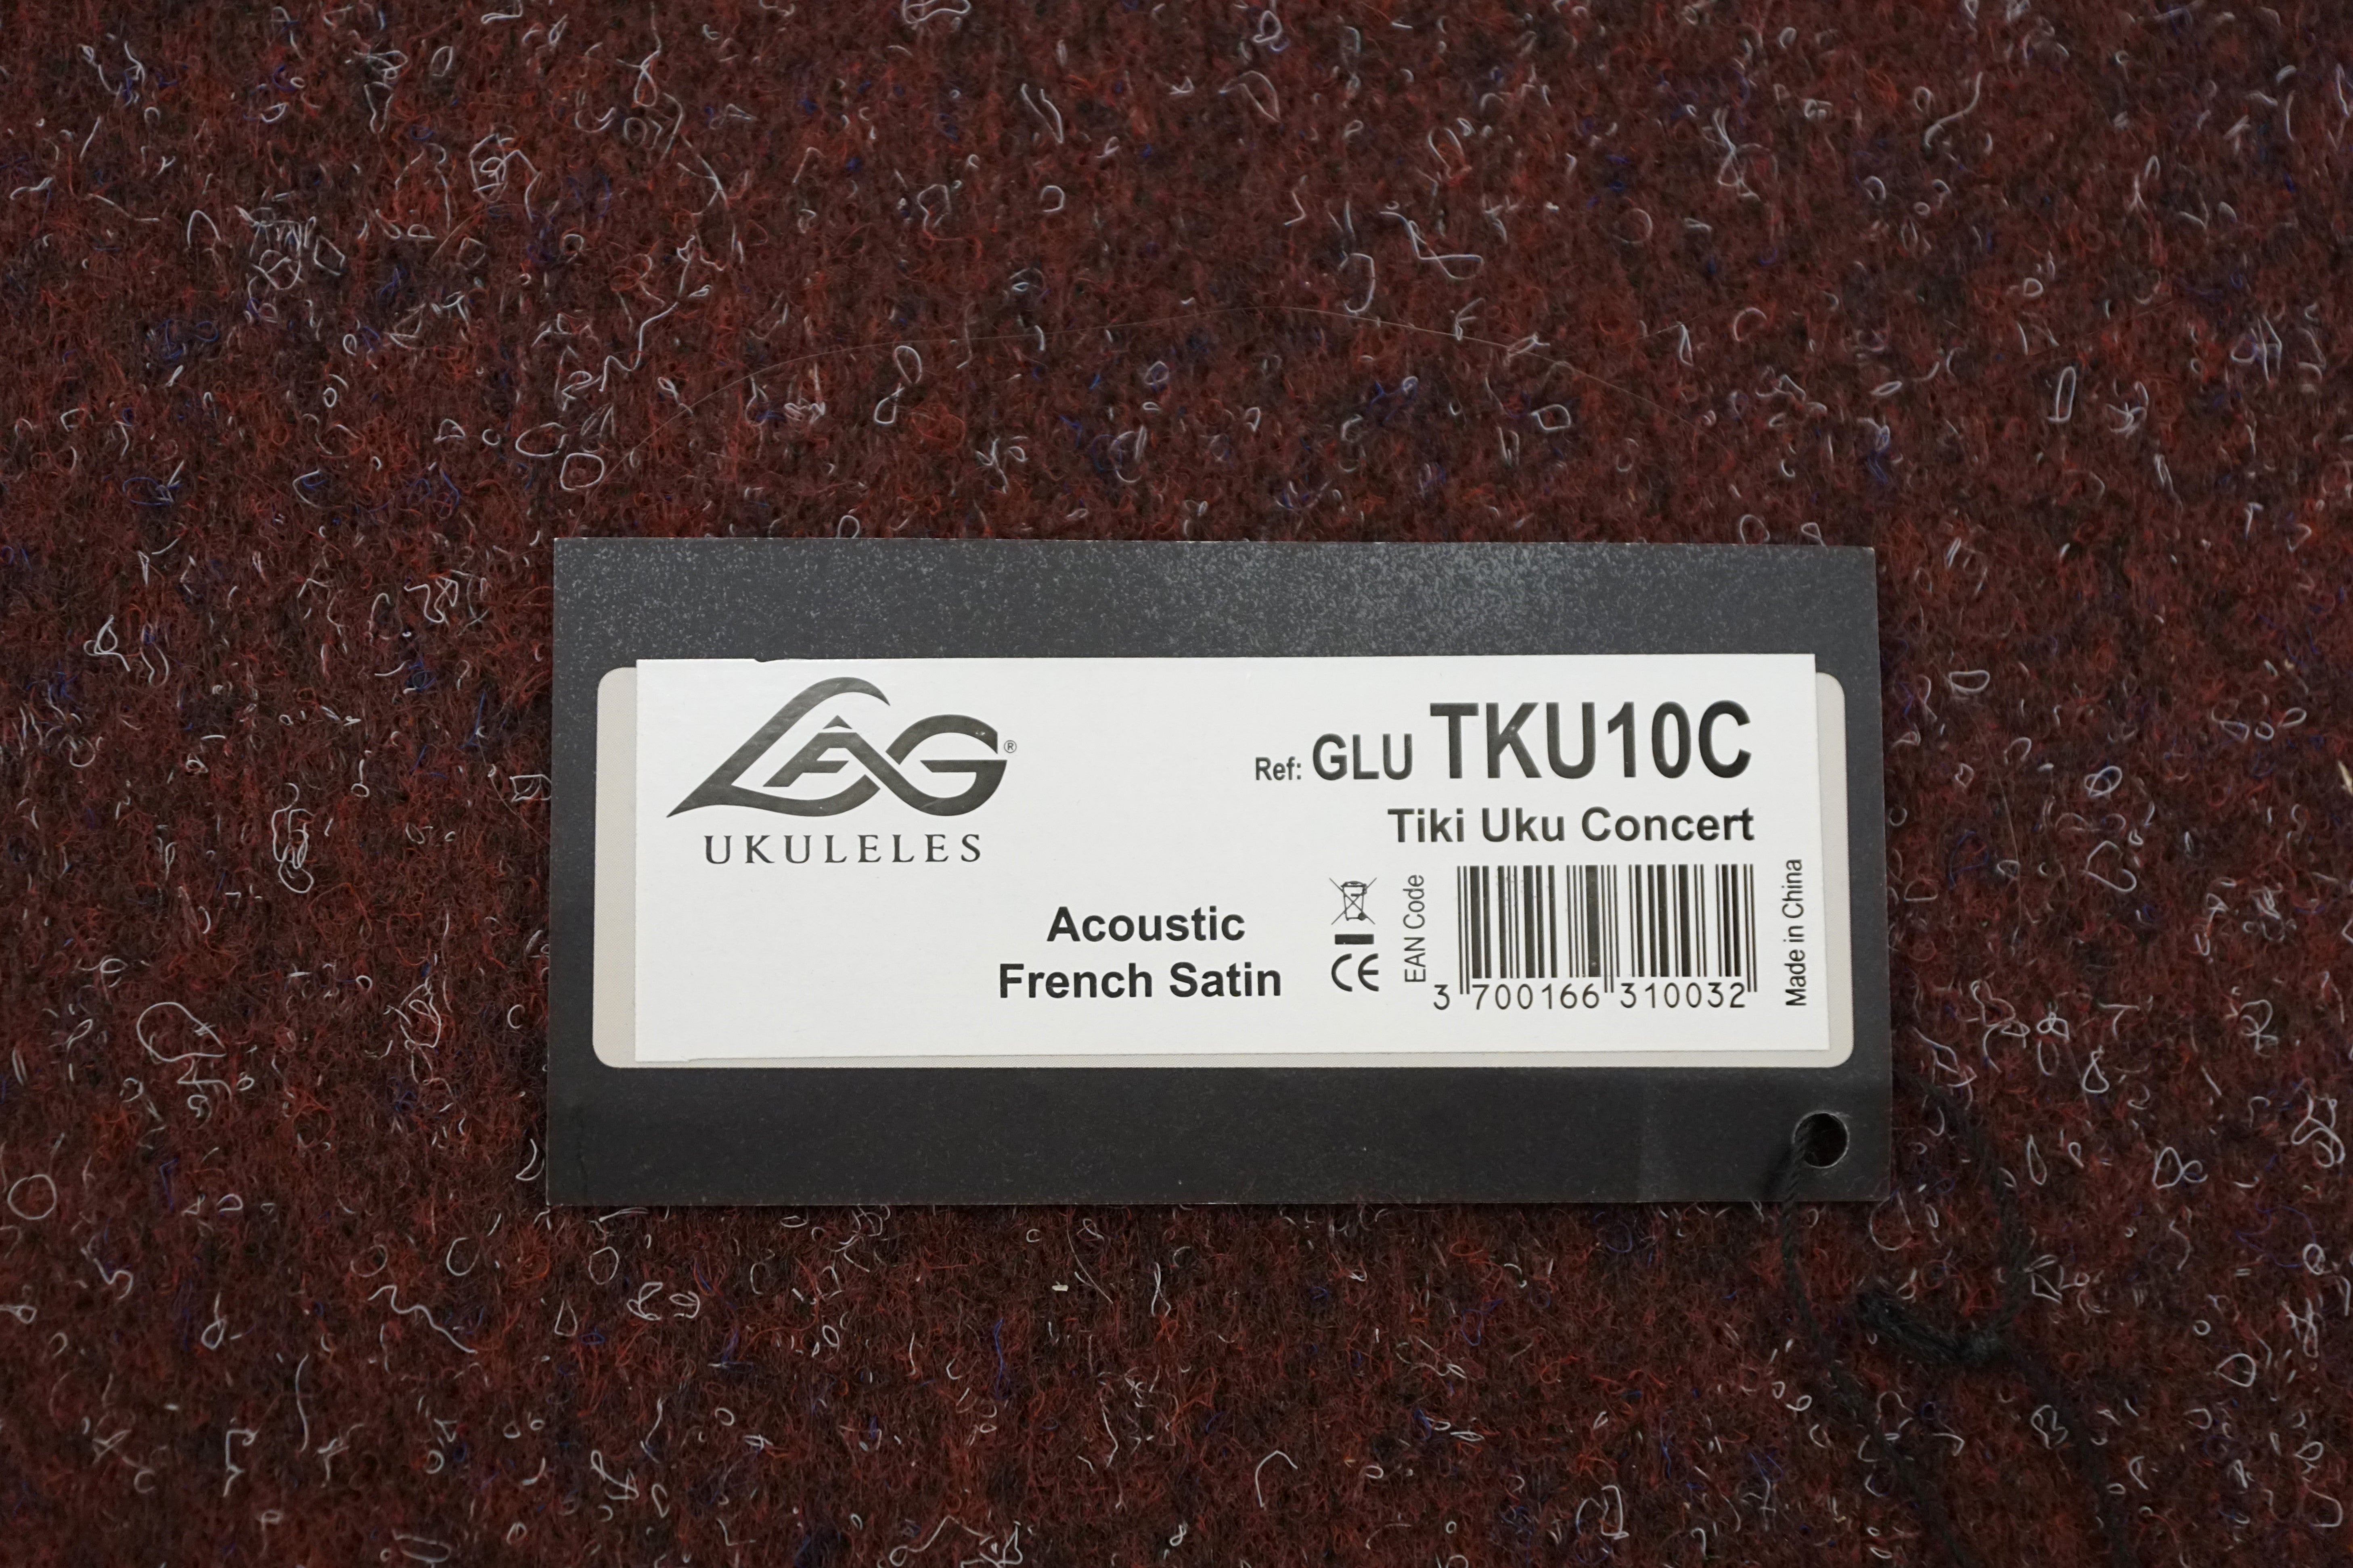 LÂG®
UKULELES
Ref: GLU TKU10C
Tiki Uku Concert
Acoustic
French Satin
CE
EAN Code
3 700166 310032
Made in China